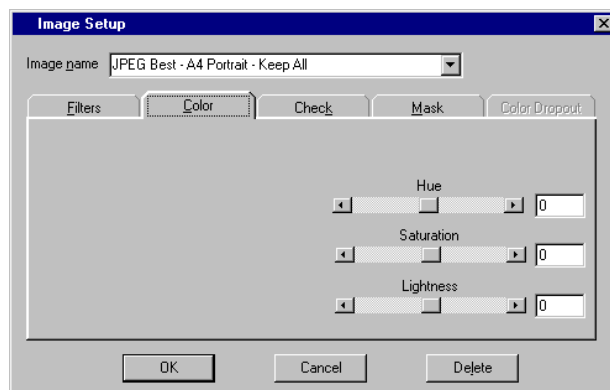 Image Setup
Image name JPEG Best - A4 Portrait - Keep All
Filters Color Check Mask Color Dropout
Hue
0
Saturation
0
Lightness
0
OK Cancel Delete